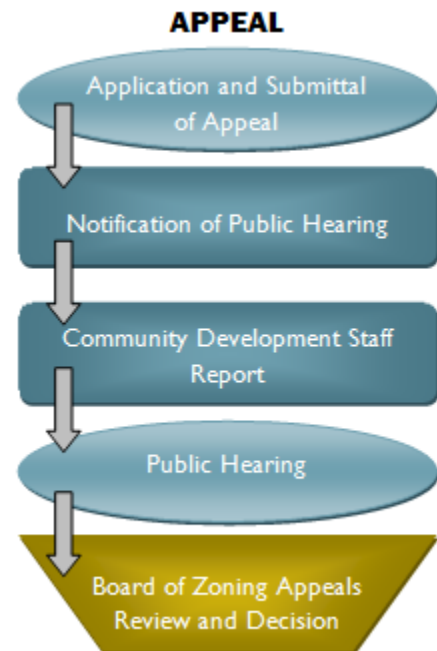 APPEAL
Application and Submittal
of Appeal
Notification of Public Hearing
Community Development Staff
Report
Public Hearing
Board of Zoning Appeals
Review and Decision